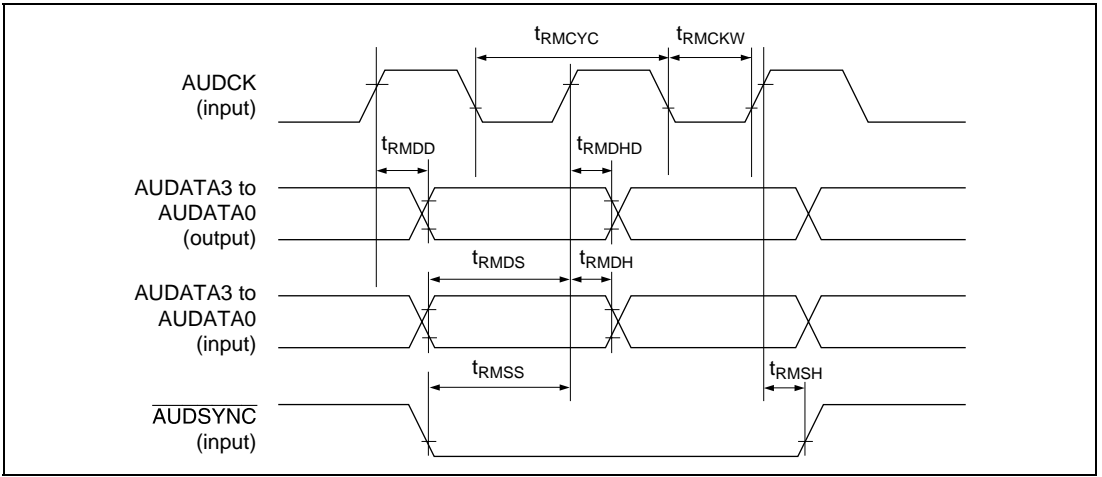 tRMCYC
tRMCKW
AUDCK
(input)
tRMDD
tRMDHD
AUDATA3 to
AUDATA0
(output)
tRMDS
tRMDH
AUDATA3 to
AUDATA0
(input)
tRMSS
tRMSH
AUDSYNC
(input)